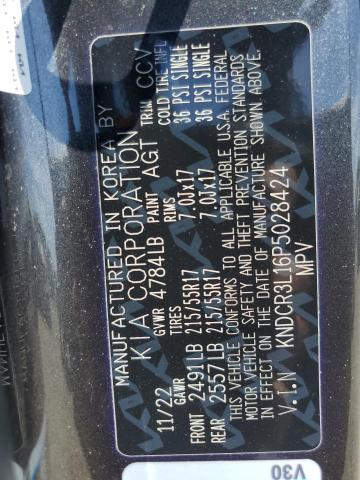 MANUFACTURED IN KOREA BY
KIA CORPORATION
11/22 GVWR 4784LB PAINT AGT TRIM CCV
GAWR TIRES RIMS COLD TIRE INFL
FRONT 2491LB 215/55R17 7.0JX17 36 PSI SINGLE
REAR 2557LB 215/55R17 7.0JX17 36 PSI SINGLE
THIS VEHICLE CONFORMS TO ALL APPLICABLE U.S.A. FEDERAL
MOTOR VEHICLE SAFETY AND THEFT PREVENTION STANDARDS
IN EFFECT ON THE DATE OF MANUFACTURE SHOWN ABOVE.
V.I.N KNDCR3L16P5028424
MPV
V30